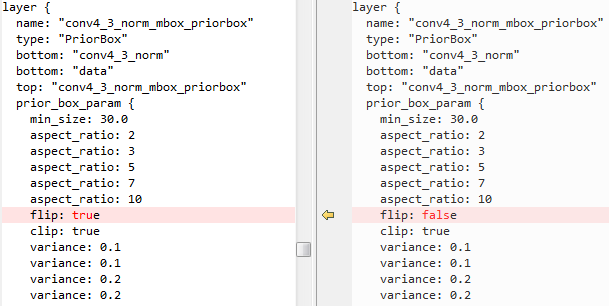 layer {
name: "conv4_3_norm_mbox_priorbox"
type: "PriorBox"
bottom: "conv4_3_norm"
bottom: "data"
top: "conv4_3_norm_mbox_priorbox"
prior_box_param {
min_size: 30.0
aspect_ratio: 2
aspect_ratio: 3
aspect_ratio: 5
aspect_ratio: 7
aspect_ratio: 10
flip: true
clip: true
variance: 0.1
variance: 0.1
variance: 0.2
variance: 0.2
layer {
name: "conv4_3_norm_mbox_priorbox"
type: "PriorBox"
bottom: "conv4_3_norm"
bottom: "data"
top: "conv4_3_norm_mbox_priorbox"
prior_box_param {
min_size: 30.0
aspect_ratio: 2
aspect_ratio: 3
aspect_ratio: 5
aspect_ratio: 7
aspect_ratio: 10
flip: false
clip: true
variance: 0.1
variance: 0.1
variance: 0.2
variance: 0.2